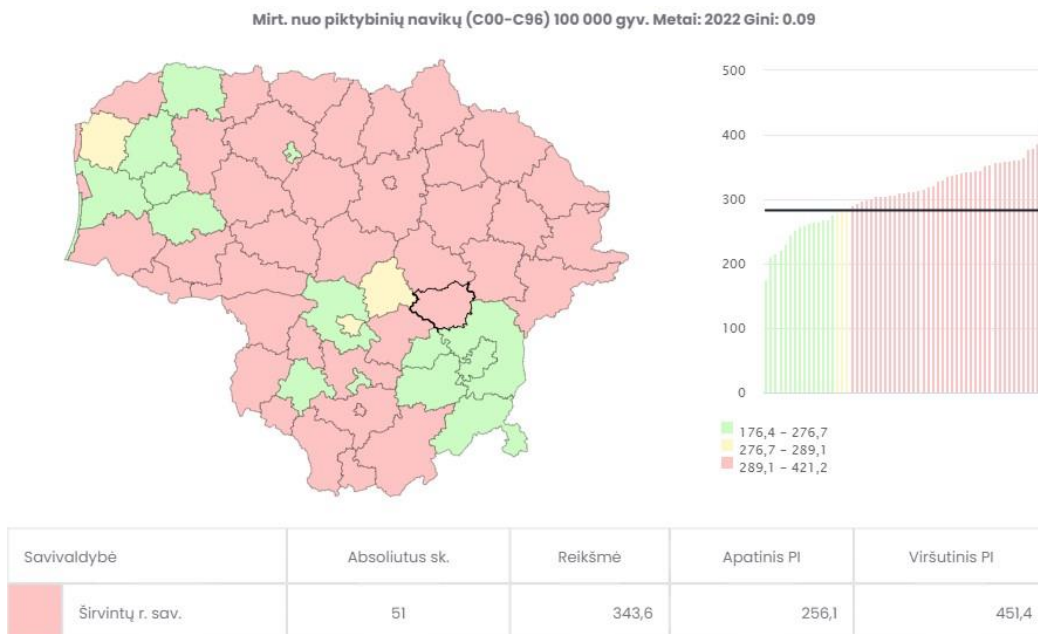 Mirt. nuo piktybinių navikų (C00-C96) 100 000 gyv. Metai: 2022 Gini: 0.09
500
400
300
200
100
0
176,4 - 276,7
276,7 - 289,1
289,1 - 421,2
Savivaldybė Absoliutus sk. Reikšmė Apatinis PI Viršutinis PI
Širvintų r. sav. 51 343,6 256,1 451,4